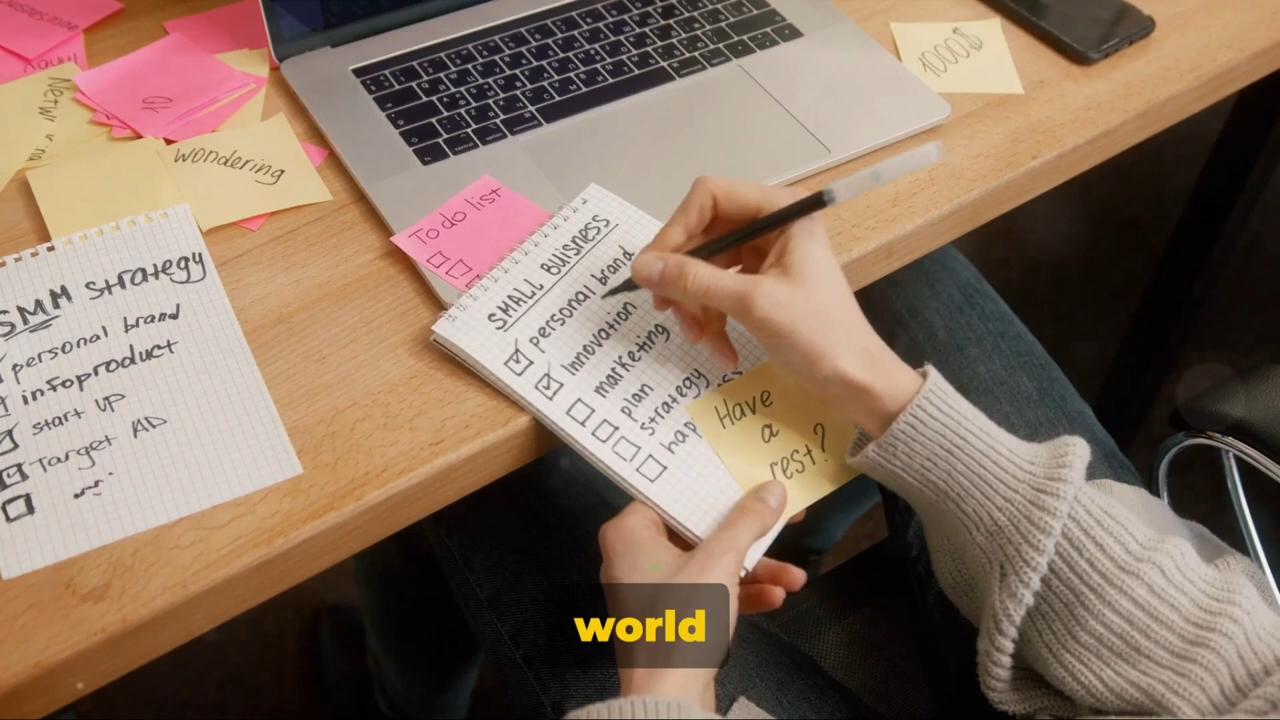 wondering
1000$
To do list
SMM strategy
personal brand
infoproduct
start UP
Target AD
SMALL BUISNESS
personal brand
Innovation
marketing
plan
strategy
Have
a
rest?
world